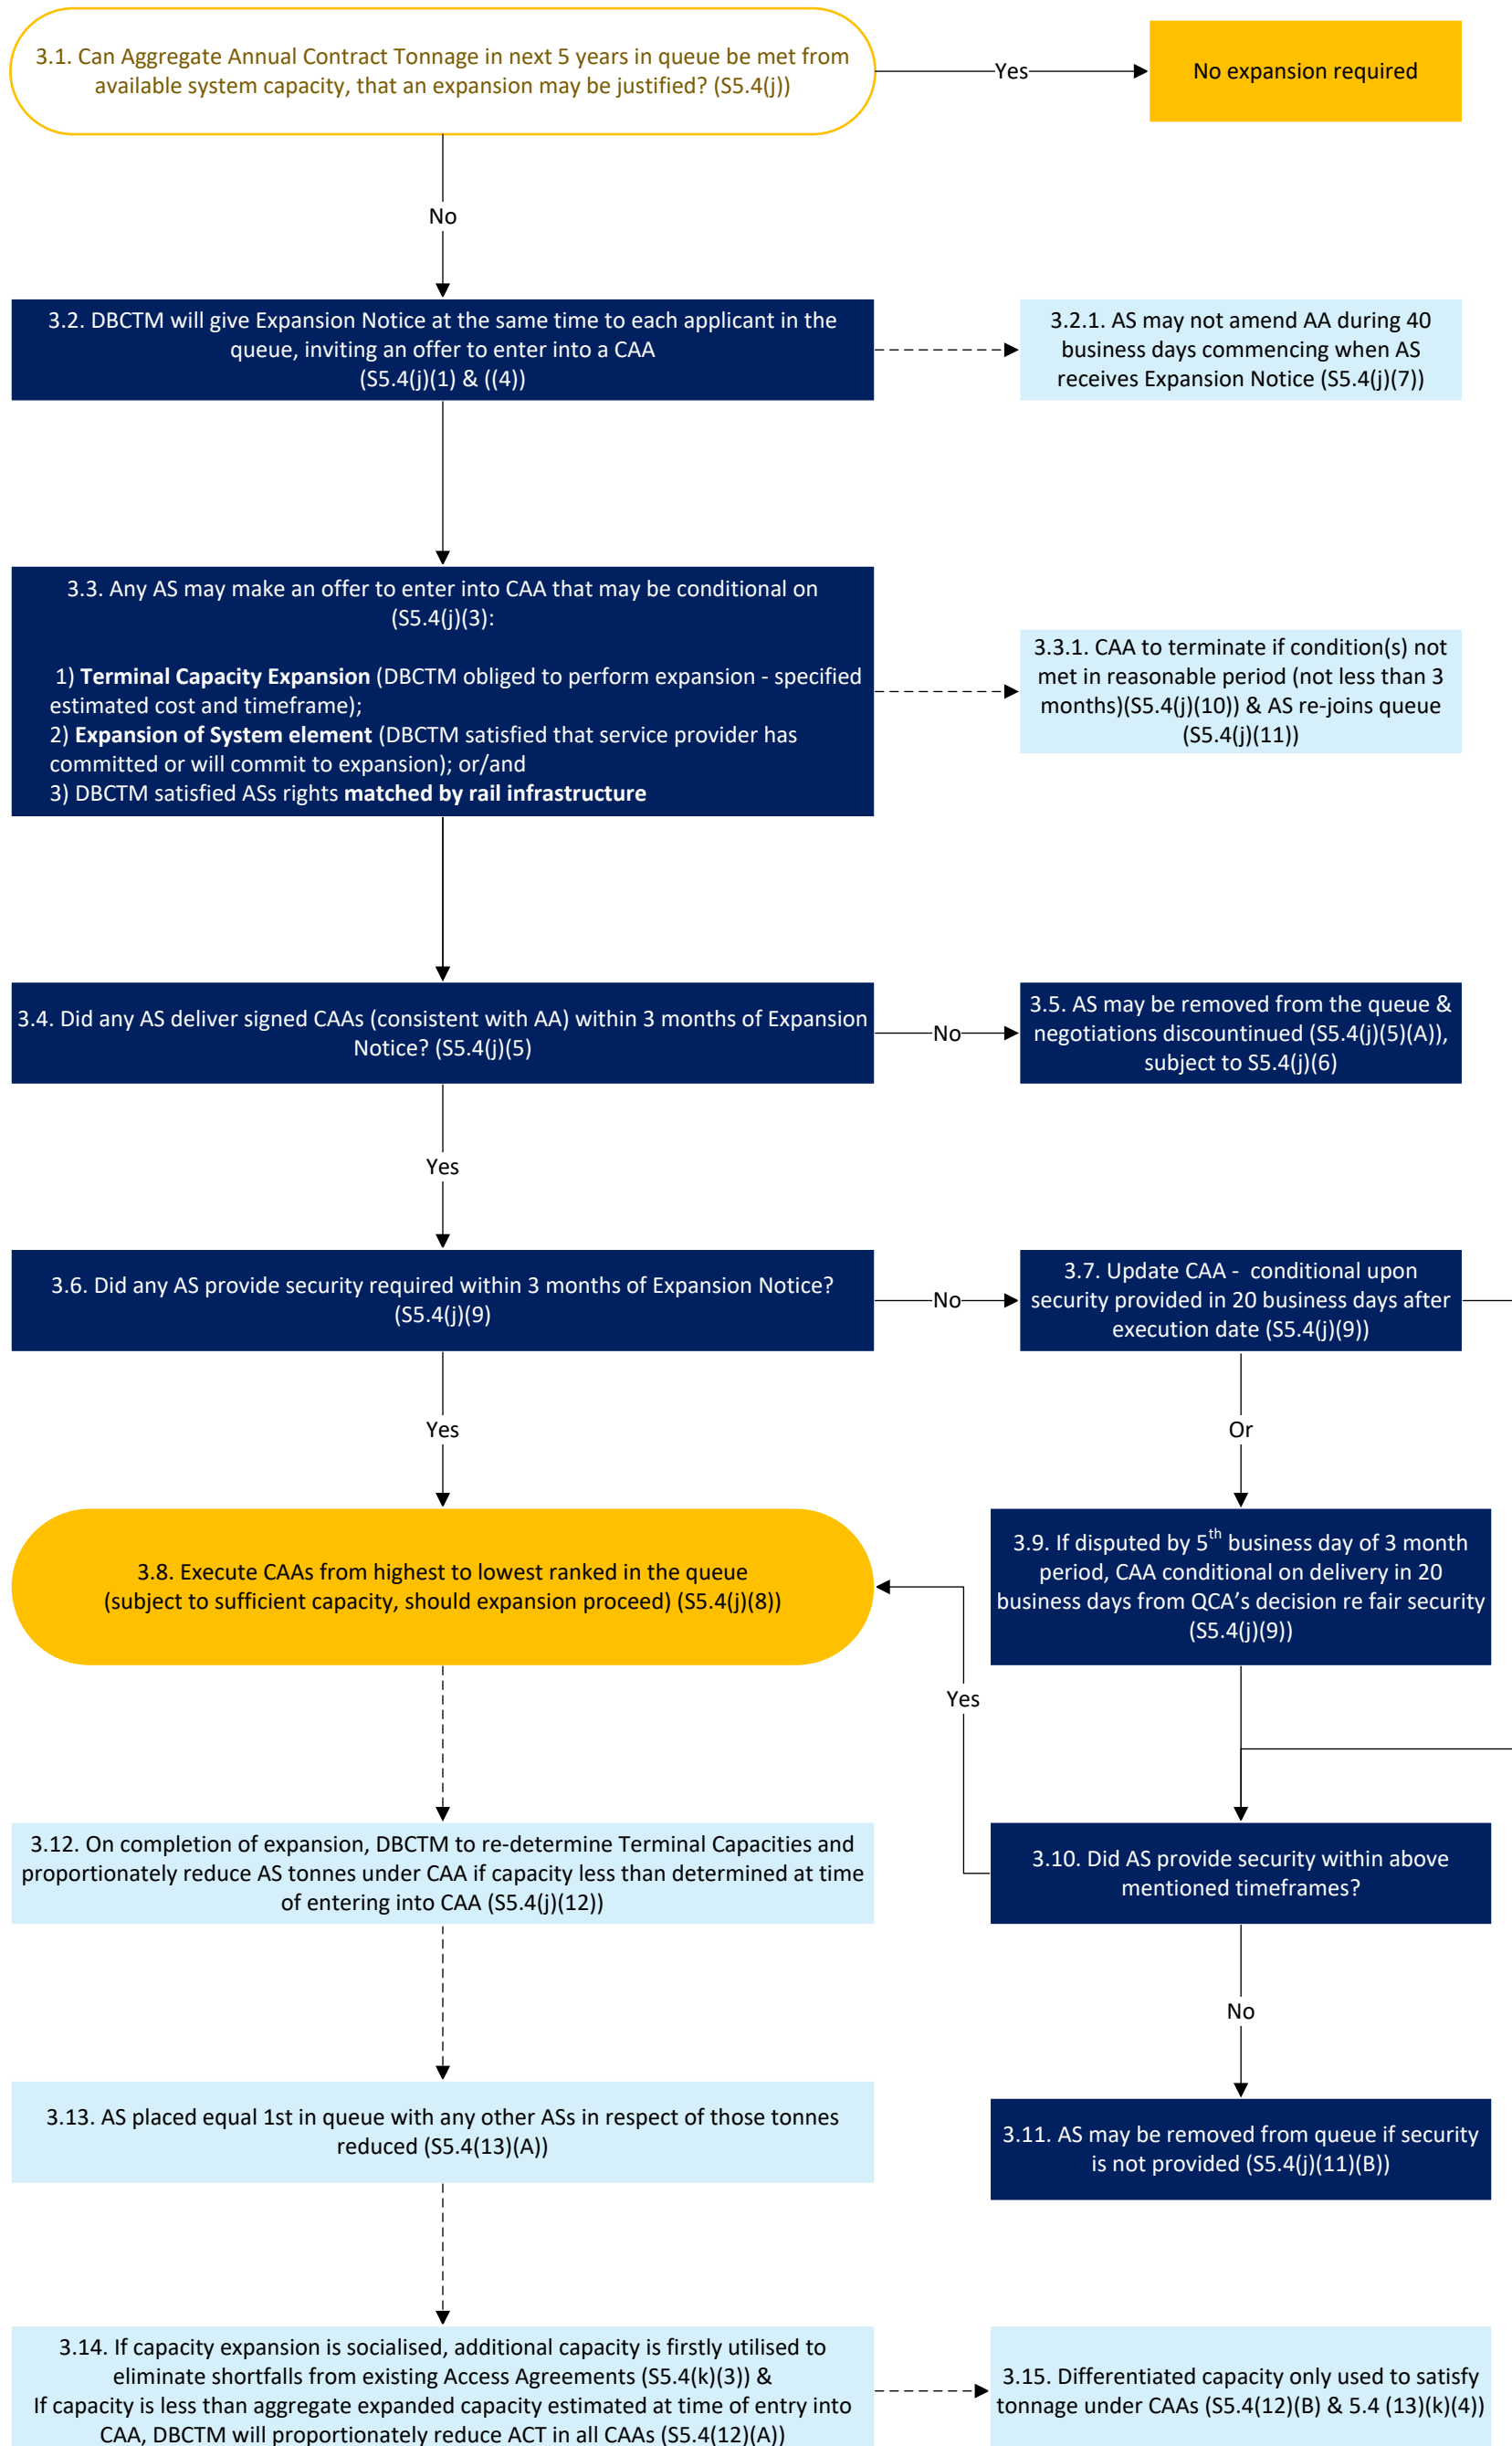 3.1. Can Aggregate Annual Contract Tonnage in next 5 years in queue be met from
available system capacity, that an expansion may be justified? (S5.4(j))
Yes
No expansion required
No
3.2. DBCTM will give Expansion Notice at the same time to each applicant in the
queue, inviting an offer to enter into a CAA
(S5.4(j)(1) & ((4))
3.2.1. AS may not amend AA during 40
business days commencing when AS
receives Expansion Notice (S5.4(j)(7))
3.3. Any AS may make an offer to enter into CAA that may be conditional on
(S5.4(j)(3):
1) Terminal Capacity Expansion (DBCTM obliged to perform expansion - specified
estimated cost and timeframe);
2) Expansion of System element (DBCTM satisfied that service provider has
committed or will commit to expansion); or/and
3) DBCTM satisfied ASs rights matched by rail infrastructure
3.3.1. CAA to terminate if condition(s) not
met in reasonable period (not less than 3
months)(S5.4(j)(10)) & AS re-joins queue
(S5.4(j)(11))
3.4. Did any AS deliver signed CAAs (consistent with AA) within 3 months of Expansion
Notice? (S5.4(j)(5)
No
3.5. AS may be removed from the queue &
negotiations discountinued (S5.4(j)(5)(A)),
subject to S5.4(j)(6)
Yes
3.6. Did any AS provide security required within 3 months of Expansion Notice?
(S5.4(j)(9)
No
3.7. Update CAA - conditional upon
security provided in 20 business days after
execution date (S5.4(j)(9))
Yes
Or
3.8. Execute CAAs from highest to lowest ranked in the queue
(subject to sufficient capacity, should expansion proceed) (S5.4(j)(8))
3.9. If disputed by 5th business day of 3 month
period, CAA conditional on delivery in 20
business days from QCA’s decision re fair security
(S5.4(j)(9))
Yes
3.12. On completion of expansion, DBCTM to re-determine Terminal Capacities and
proportionately reduce AS tonnes under CAA if capacity less than determined at time
of entering into CAA (S5.4(j)(12))
3.10. Did AS provide security within above
mentioned timeframes?
No
3.13. AS placed equal 1st in queue with any other ASs in respect of those tonnes
reduced (S5.4(13)(A))
3.11. AS may be removed from queue if security
is not provided (S5.4(j)(11)(B))
3.14. If capacity expansion is socialised, additional capacity is firstly utilised to
eliminate shortfalls from existing Access Agreements (S5.4(k)(3)) &
If capacity is less than aggregate expanded capacity estimated at time of entry into
CAA, DBCTM will proportionately reduce ACT in all CAAs (S5.4(12)(A))
3.15. Differentiated capacity only used to satisfy
tonnage under CAAs (S5.4(12)(B) & 5.4 (13)(k)(4))